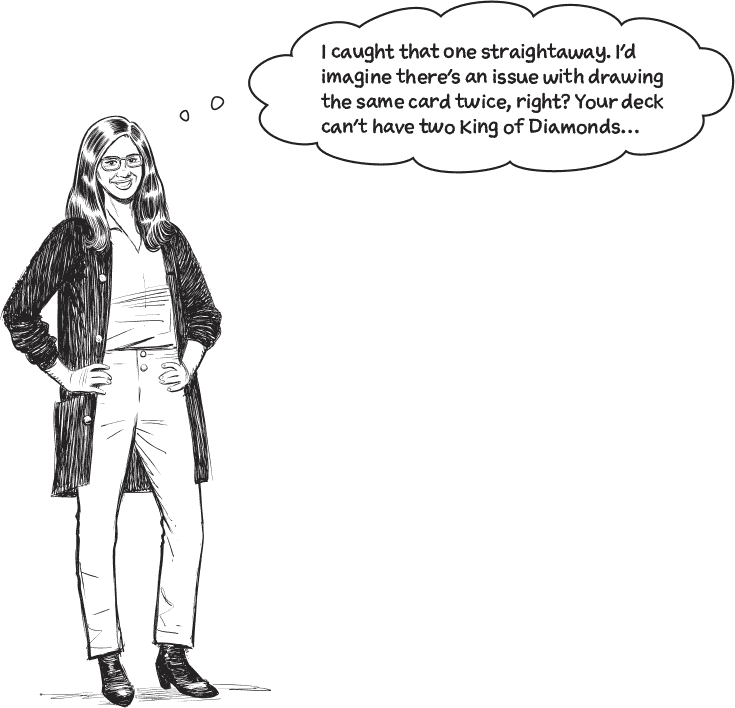 I caught that one straightaway. I'd
imagine there's an issue with drawing
the same card twice, right? Your deck
can't have two King of Diamonds...